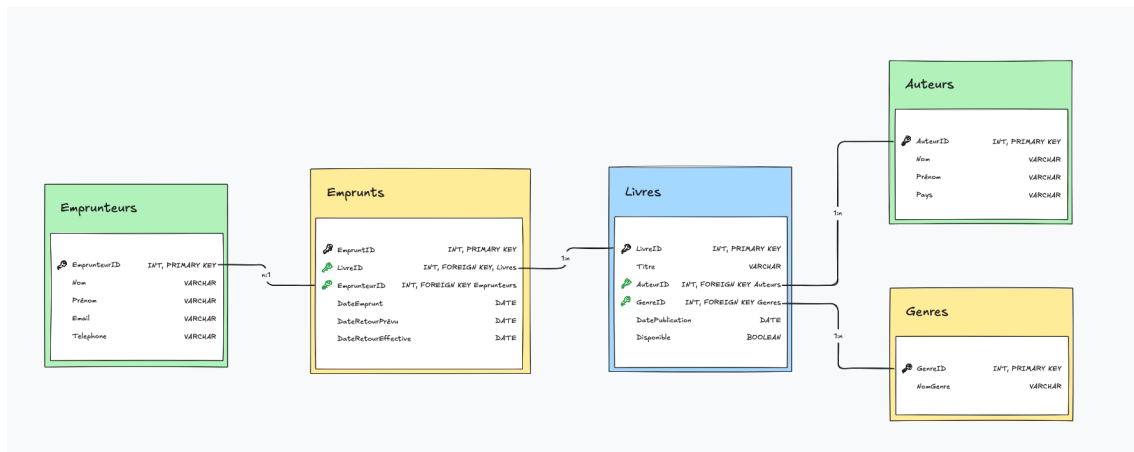 Emprunteurs
EmprunteurID INT, PRIMARY KEY
Nom VARCHAR
Prénom VARCHAR
Email VARCHAR
Telephone VARCHAR
n:1
Emprunts
EmpruntID INT, PRIMARY KEY
LivreID INT, FOREIGN KEY, Livres
EmprunteurID INT, FOREIGN KEY Emprunteurs
DateEmprunt DATE
DateRetourPrévu DATE
DateRetourEffective DATE
1:n
Livres
LivreID INT, PRIMARY KEY
Titre VARCHAR
AuteurID INT, FOREIGN KEY Auteurs
GenreID INT, FOREIGN KEY Genres
DatePublication DATE
Disponible BOOLEAN
1:n
Auteurs
AuteurID INT, PRIMARY KEY
Nom VARCHAR
Prénom VARCHAR
Pays VARCHAR
1:n
Genres
GenreID INT, PRIMARY KEY
NomGenre VARCHAR